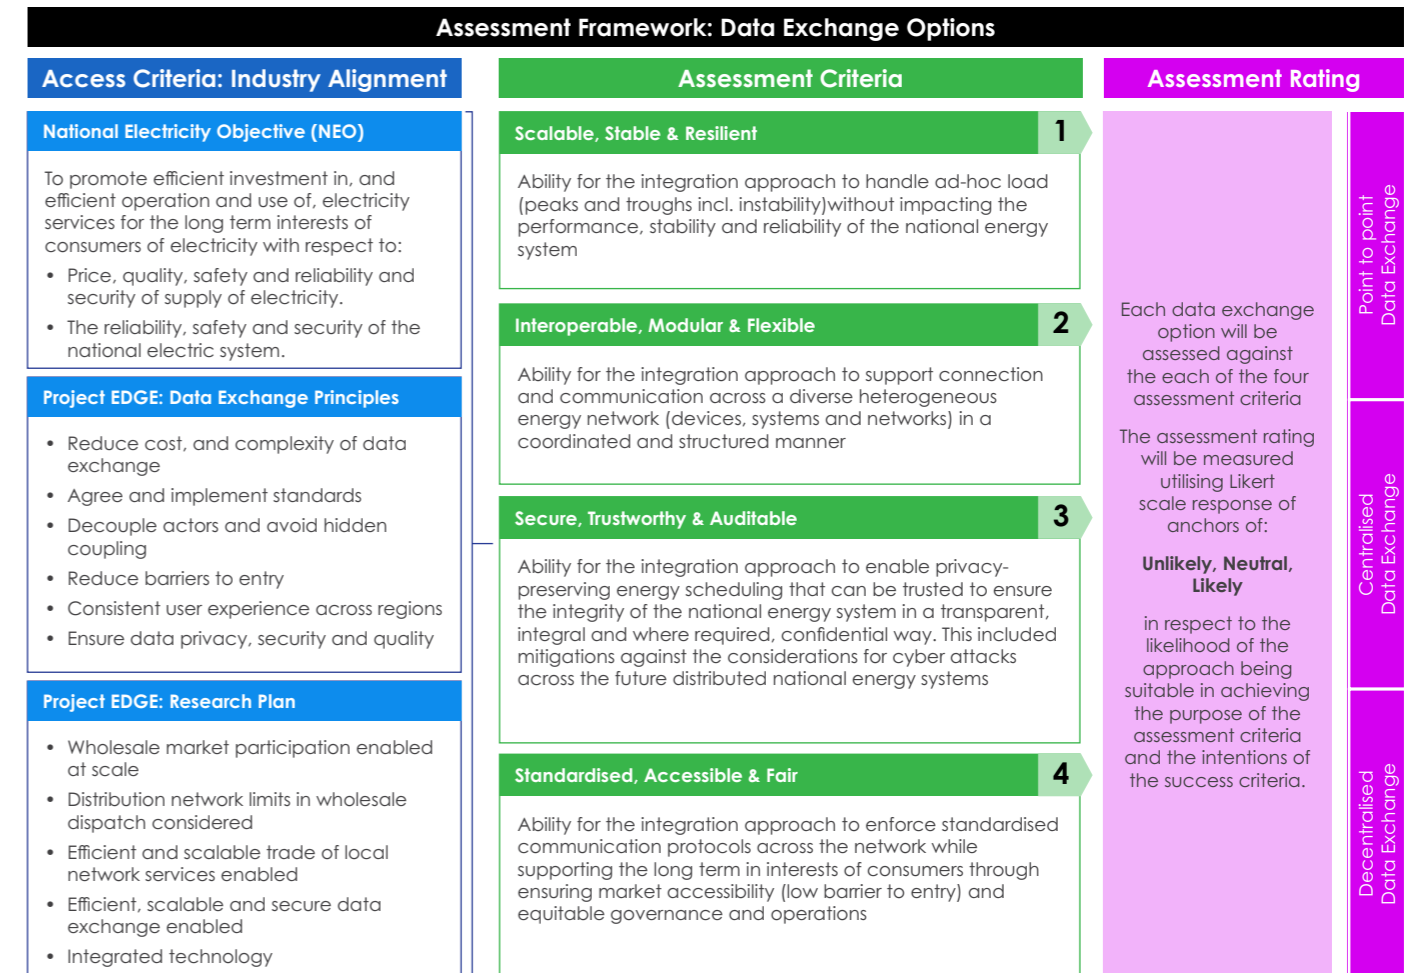 Assessment Framework: Data Exchange Options
Access Criteria: Industry Alignment
National Electricity Objective (NEO)
To promote efficient investment in, and
efficient operation and use of, electricity
services for the long term interests of
consumers of electricity with respect to:
• Price, quality, safety and reliability and
security of supply of electricity.
• The reliability, safety and security of the
national electric system.
Project EDGE: Data Exchange Principles
• Reduce cost, and complexity of data
exchange
• Agree and implement standards
• Decouple actors and avoid hidden
coupling
• Reduce barriers to entry
• Consistent user experience across regions
• Ensure data privacy, security and quality
Project EDGE: Research Plan
• Wholesale market participation enabled
at scale
• Distribution network limits in wholesale
dispatch considered
• Efficient and scalable trade of local
network services enabled
• Efficient, scalable and secure data
exchange enabled
• Integrated technology
Assessment Criteria
Scalable, Stable & Resilient 1
Ability for the integration approach to handle ad-hoc load
(peaks and troughs incl. instability)without impacting the
performance, stability and reliability of the national energy
system
Interoperable, Modular & Flexible 2
Ability for the integration approach to support connection
and communication across a diverse heterogeneous
energy network (devices, systems and networks) in a
coordinated and structured manner
Secure, Trustworthy & Auditable 3
Ability for the integration approach to enable privacy-
preserving energy scheduling that can be trusted to ensure
the integrity of the national energy system in a transparent,
integral and where required, confidential way. This included
mitigations against the considerations for cyber attacks
across the future distributed national energy systems
Standardised, Accessible & Fair 4
Ability for the integration approach to enforce standardised
communication protocols across the network while
supporting the long term in interests of consumers through
ensuring market accessibility (low barrier to entry) and
equitable governance and operations
Assessment Rating
Each data exchange
option will be
assessed against
the each of the four
assessment criteria
The assessment rating
will be measured
utilising Likert
scale response of
anchors of:
Unlikely, Neutral,
Likely
in respect to the
likelihood of the
approach being
suitable in achieving
the purpose of the
assessment criteria
and the intentions of
the success criteria.
Point to point
Data Exchange
Centralised
Data Exchange
Decentralised
Data Exchange